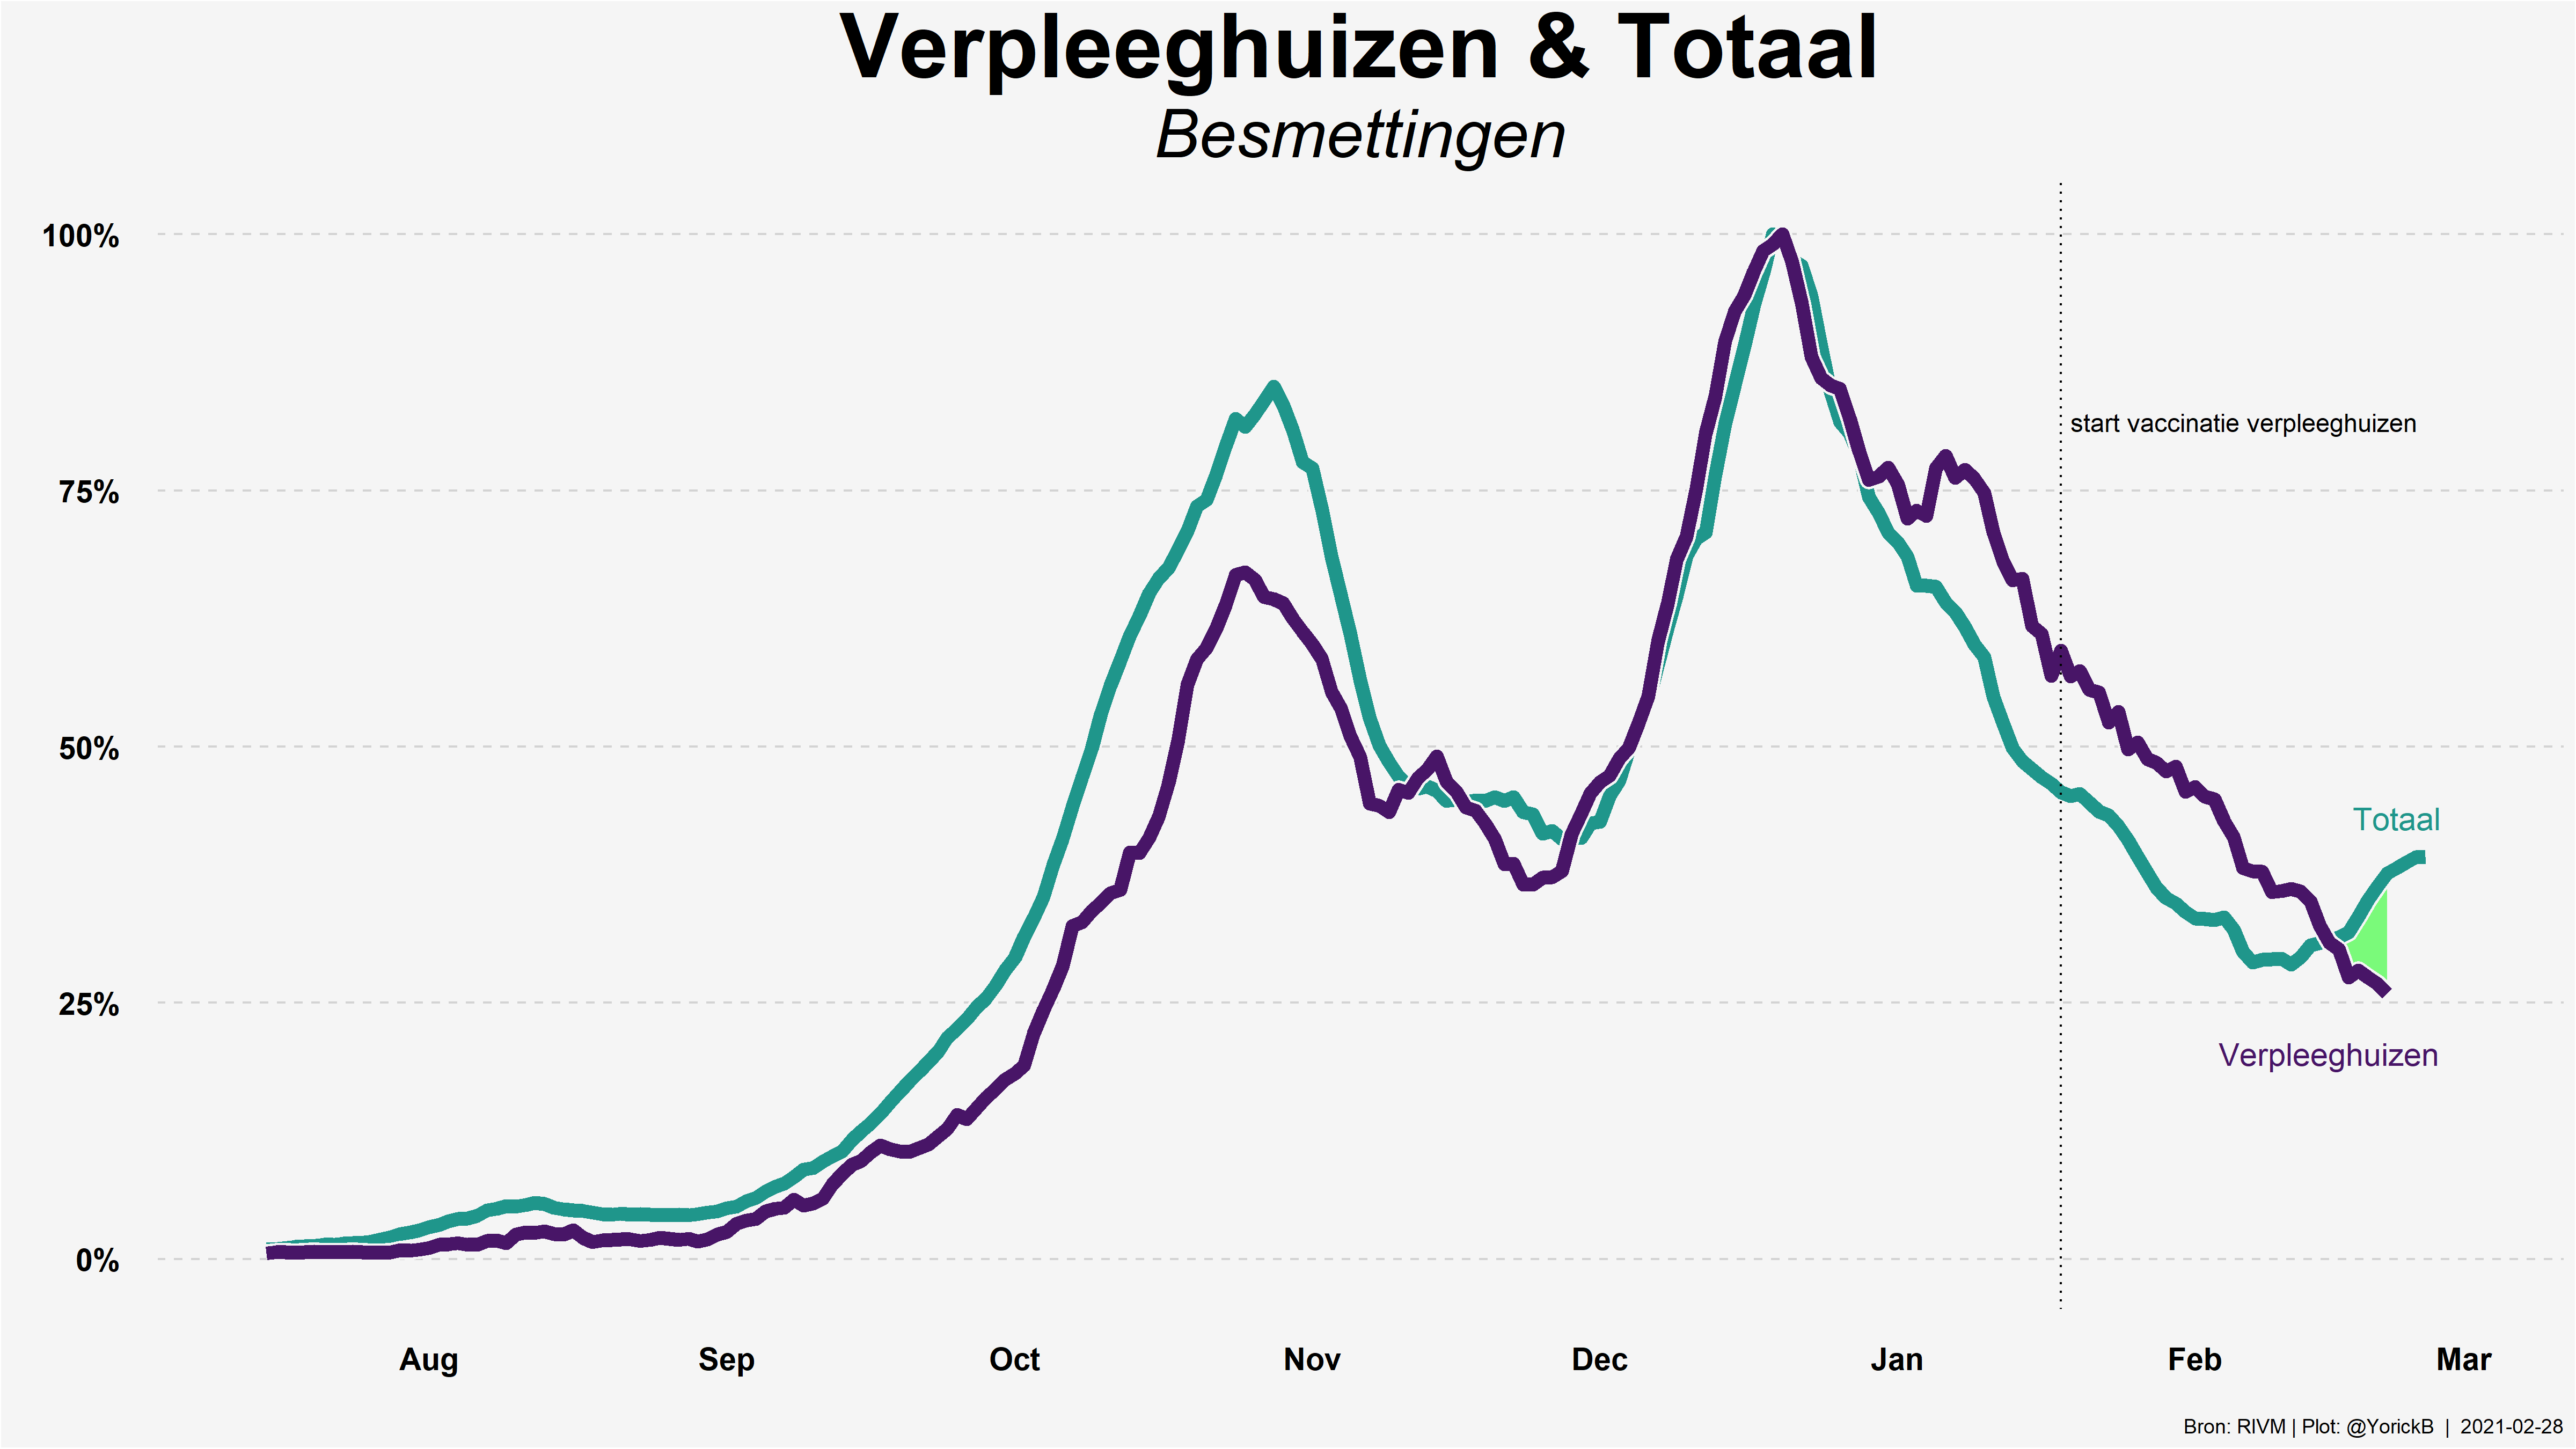 Verpleeghuizen & Totaal
Besmettingen
100%
75%
50%
25%
0%
start vaccinatie verpleeghuizen
Totaal
Verpleeghuizen
Aug Sep Oct Nov Dec Jan Feb Mar
Bron: RIVM | Plot: @YorickB | 2021-02-28